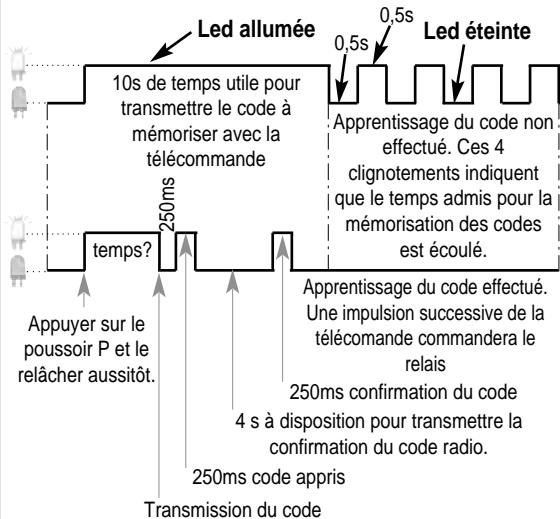 Led allumée
0,5s
0,5s
Led éteinte
10s de temps utile pour
transmettre le code à
mémoriser avec la
télécommande
Apprentissage du code non
effectué. Ces 4
clignotements indiquent
que le temps admis pour la
mémorisation des codes
est écoulé.
250ms
temps?
Appuyer sur le
poussoir P et le
relâcher aussitôt.
Apprentissage du code effectué.
Une impulsion successive de la
télécomande commandera le
relais
250ms confirmation du code
4 s à disposition pour transmettre la
confirmation du code radio.
250ms code appris
Transmission du code